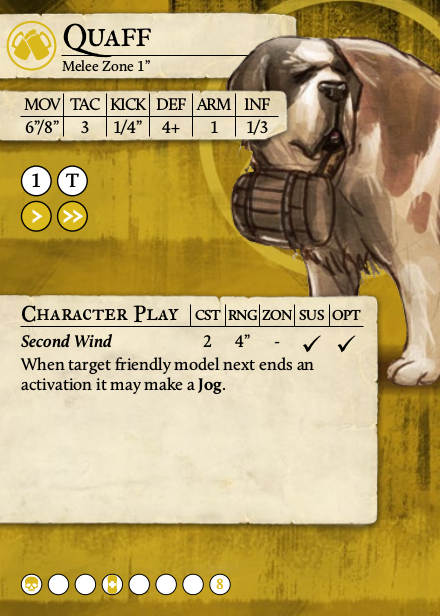 Quaff
Melee Zone 1”
MOV TAC KICK DEF ARM INF
6”/8” 3 1/4” 4+ 1 1/3
1 T
> >>
Character Play CST RNG ZON SUS OPT
Second Wind 2 4” - ✓ ✓
When target friendly model next ends an
activation it may make a Jog.
8